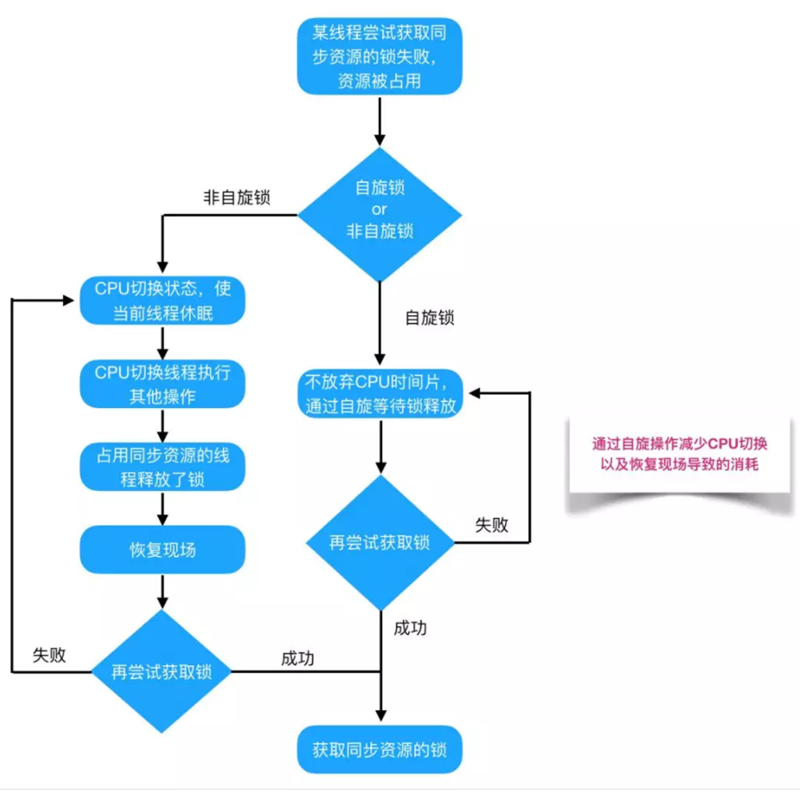 某线程尝试获取同
步资源的锁失败，
资源被占用
自旋锁
or
非自旋锁
非自旋锁
自旋锁
CPU切换状态，使
当前线程休眠
CPU切换线程执行
其他操作
占用同步资源的线
程释放了锁
恢复现场
再尝试获取锁
失败
成功
不放弃CPU时间片，
通过自旋等待锁释放
再尝试获取锁
失败
成功
获取同步资源的锁
通过自旋操作减少CPU切换
以及恢复现场导致的消耗